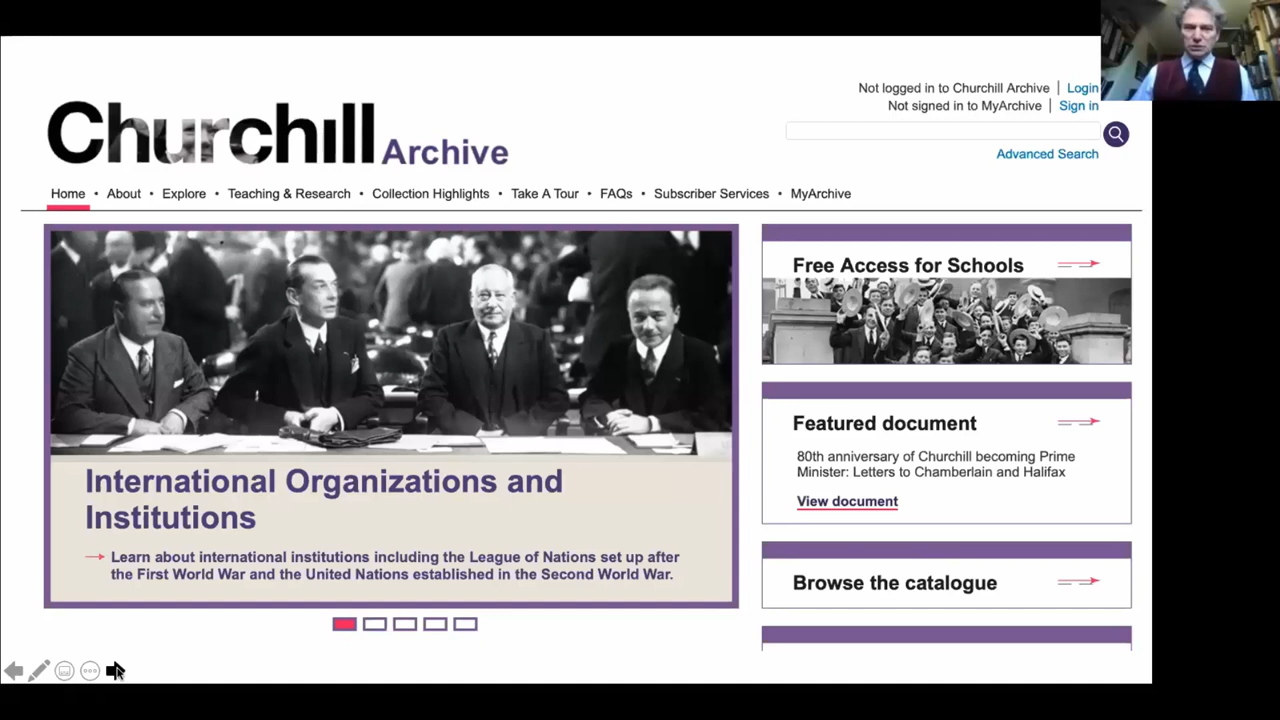 Not logged in to Churchill Archive | Login
Not signed in to MyArchive | Sign in
Churchill Archive
Advanced Search
Home • About • Explore • Teaching & Research • Collection Highlights • Take A Tour • FAQs • Subscriber Services • MyArchive
International Organizations and
Institutions
Learn about international institutions including the League of Nations set up after
the First World War and the United Nations established in the Second World War.
Free Access for Schools
Featured document
80th anniversary of Churchill becoming Prime
Minister: Letters to Chamberlain and Halifax
View document
Browse the catalogue